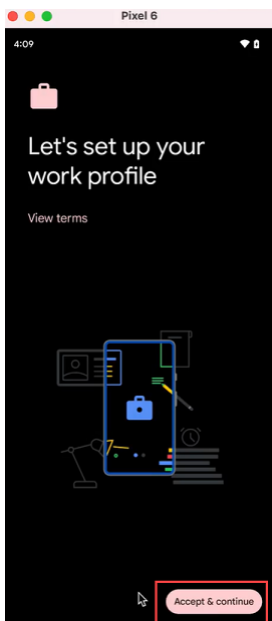 Pixel 6
4:09
Let's set up your
work profile
View terms
Accept & continue